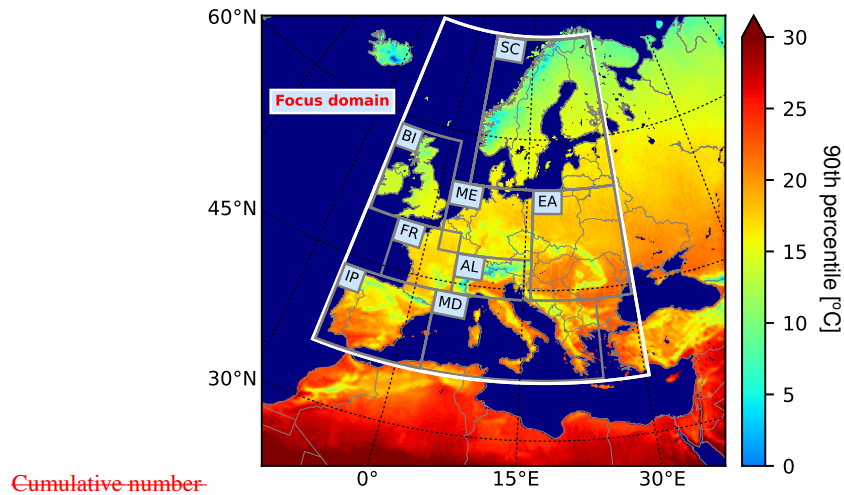 60°N
45°N
30°N
0°
15°E
30°E
Focus domain
SC
BI
ME
EA
FR
AL
IP
MD
30
25
20
15
10
5
0
90th percentile [°C]
Cumulative number